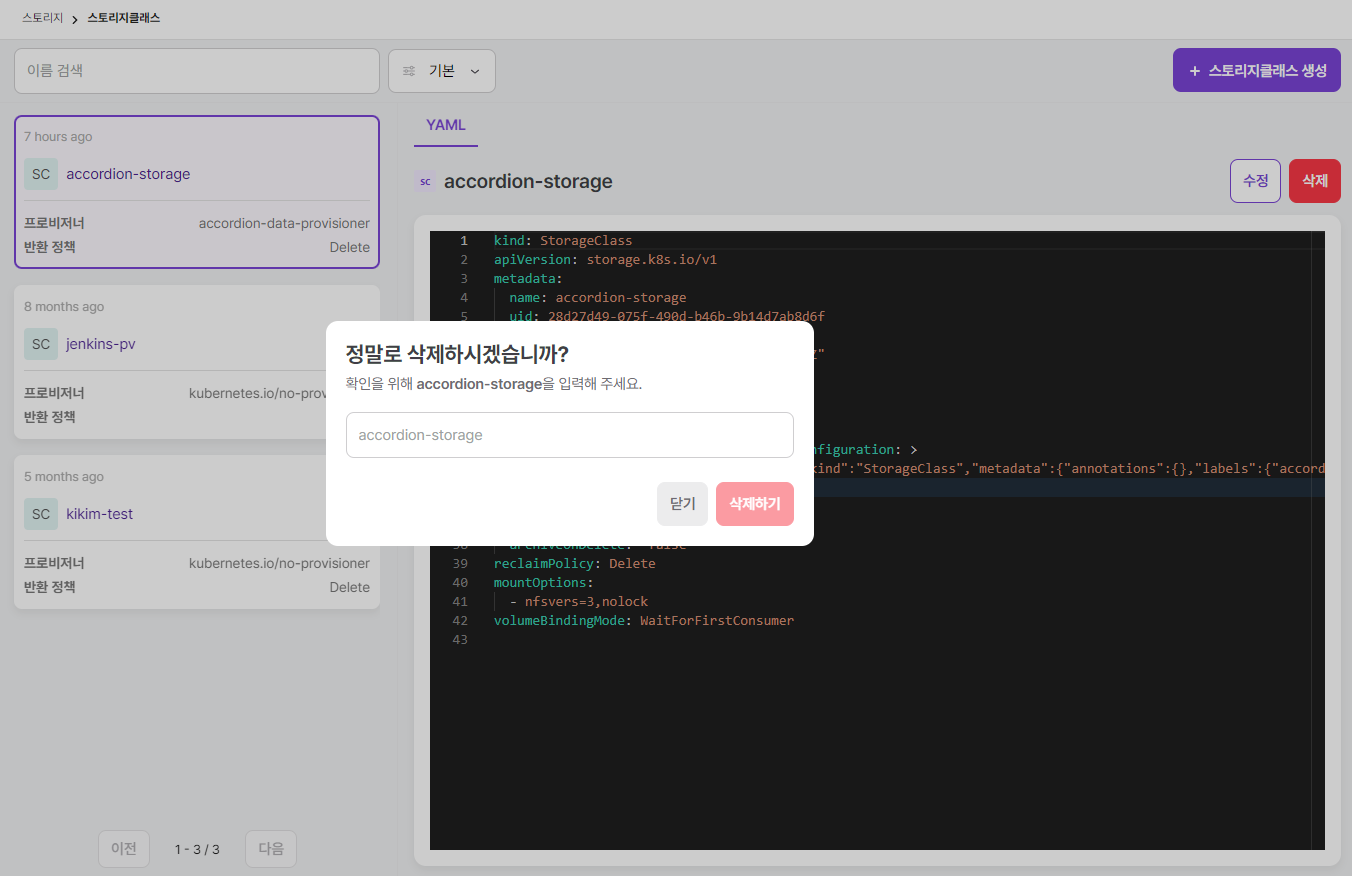 스토리지 > 스토리지클래스
이름 검색
기본
+ 스토리지클래스 생성
7 hours ago
SC accordion-storage
프로비저너 accordion-data-provisioner
반환 정책 Delete
8 months ago
SC jenkins-pv
프로비저너 kubernetes.io/no-prov
반환 정책
5 months ago
SC kikim-test
프로비저너 kubernetes.io/no-provisioner
반환 정책 Delete
이전 1 - 3 / 3 다음
YAML
SC accordion-storage
수정 삭제
1 kind: StorageClass
2 apiVersion: storage.k8s.io/v1
3 metadata:
4 name: accordion-storage
5 uid: 28d27d49-075f-490d-b46b-9b14d7ab8d6f
nfiguration: >
kind":"StorageClass","metadata":{"annotations":{},"labels":{"accord
정말로 삭제하시겠습니까?
확인을 위해 accordion-storage을 입력해 주세요.
accordion-storage
닫기 삭제하기
39 reclaimPolicy: Delete
40 mountOptions:
41 - nfsvers=3,nolock
42 volumeBindingMode: WaitForFirstConsumer
43